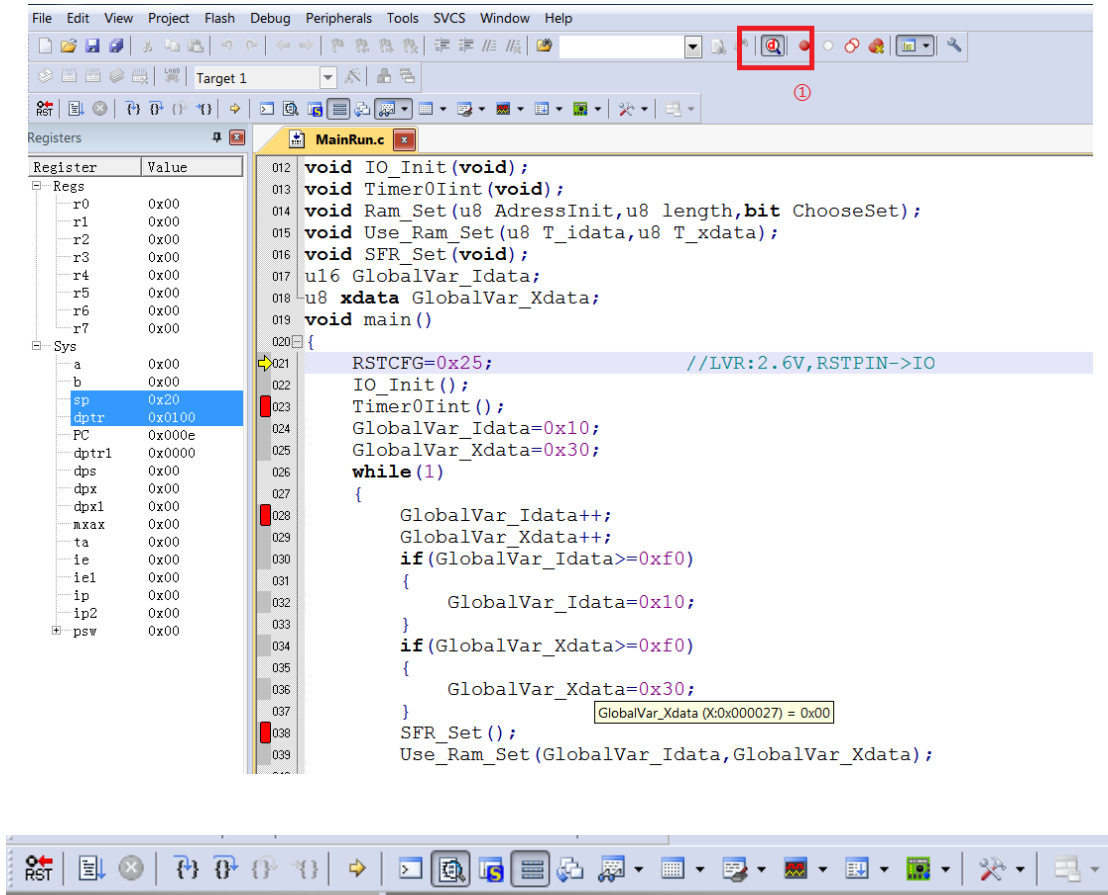 File Edit View Project Flash Debug Peripherals Tools SVCS Window Help
Target 1
①
Registers
MainRun.c
Register Value
Regs
r0 0x00
r1 0x00
r2 0x00
r3 0x00
r4 0x00
r5 0x00
r6 0x00
r7 0x00
Sys
a 0x00
b 0x00
sp 0x20
dptr 0x0100
PC 0x000e
dptr1 0x0000
dps 0x00
dpx 0x00
dpx1 0x00
mxax 0x00
ta 0x00
ie 0x00
ie1 0x00
ip 0x00
ip2 0x00
psw 0x00
012 void IO_Init(void);
013 void Timer0Iint(void);
014 void Ram_Set(u8 AdressInit,u8 length,bit ChooseSet);
015 void Use_Ram_Set(u8 T_idata,u8 T_xdata);
016 void SFR_Set(void);
017 u16 GlobalVar_Idata;
018 u8 xdata GlobalVar_Xdata;
019 void main()
020 {
021 RSTCFG=0x25; //LVR:2.6V,RSTPIN->IO
022 IO_Init();
023 Timer0Iint();
024 GlobalVar_Idata=0x10;
025 GlobalVar_Xdata=0x30;
026 while(1)
027 {
028 GlobalVar_Idata++;
029 GlobalVar_Xdata++;
030 if(GlobalVar_Idata>=0xf0)
031 {
032 GlobalVar_Idata=0x10;
033 }
034 if(GlobalVar_Xdata>=0xf0)
035 {
036 GlobalVar_Xdata=0x30;
037 }
GlobalVar_Xdata (X:0x000027) = 0x00
038 SFR_Set();
039 Use_Ram_Set(GlobalVar_Idata,GlobalVar_Xdata);
RST